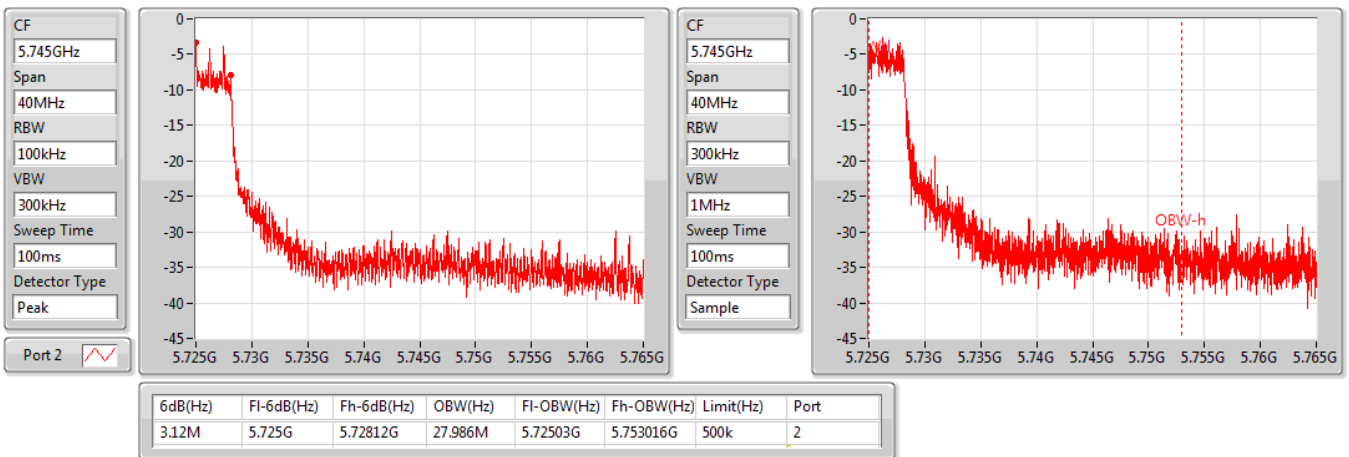 CF
5.745GHz
Span
40MHz
RBW
100kHz
VBW
300kHz
Sweep Time
100ms
Detector Type
Peak
Port 2
0-
-5-
-10-
-15-
-20-
-25-
-30-
-35-
-40-
-45-
5.725G 5.73G 5.735G 5.74G 5.745G 5.75G 5.755G 5.76G 5.765G
CF
5.745GHz
Span
40MHz
RBW
300kHz
VBW
1MHz
Sweep Time
100ms
Detector Type
Sample
0-
-5-
-10-
-15-
-20-
-25-
-30-
-35-
-40-
-45-
OBW-h
5.725G 5.73G 5.735G 5.74G 5.745G 5.75G 5.755G 5.76G 5.765G
6dB(Hz) Fl-6dB(Hz) Fh-6dB(Hz) OBW(Hz) Fl-OBW(Hz) Fh-OBW(Hz) Limit(Hz) Port
3.12M 5.725G 5.72812G 27.986M 5.72503G 5.753016G 500k 2